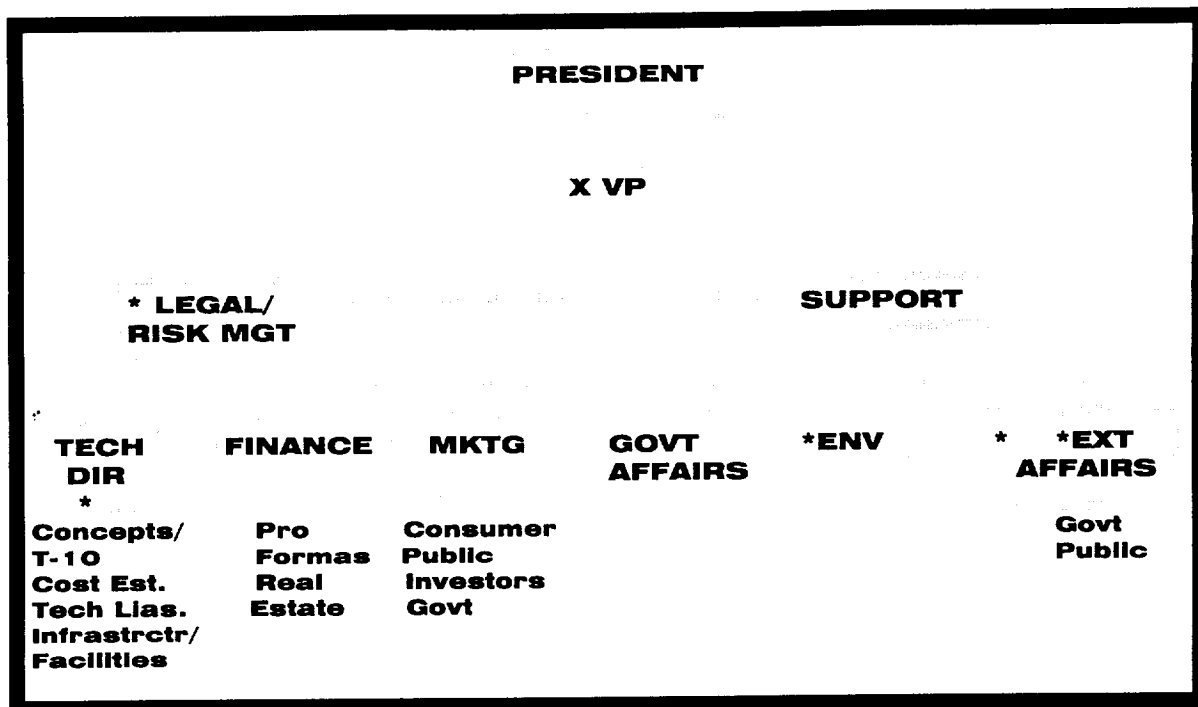 PRESIDENT
X VP
* LEGAL/
RISK MGT
SUPPORT
TECH
DIR
*
Concepts/
T-10
Cost Est.
Tech Lias.
Infrastrctr/
Facilities
FINANCE
Pro
Formas
Real
Estate
MKTG
Consumer
Public
Investors
Govt
GOVT
AFFAIRS
*ENV
* *EXT
AFFAIRS
Govt
Public